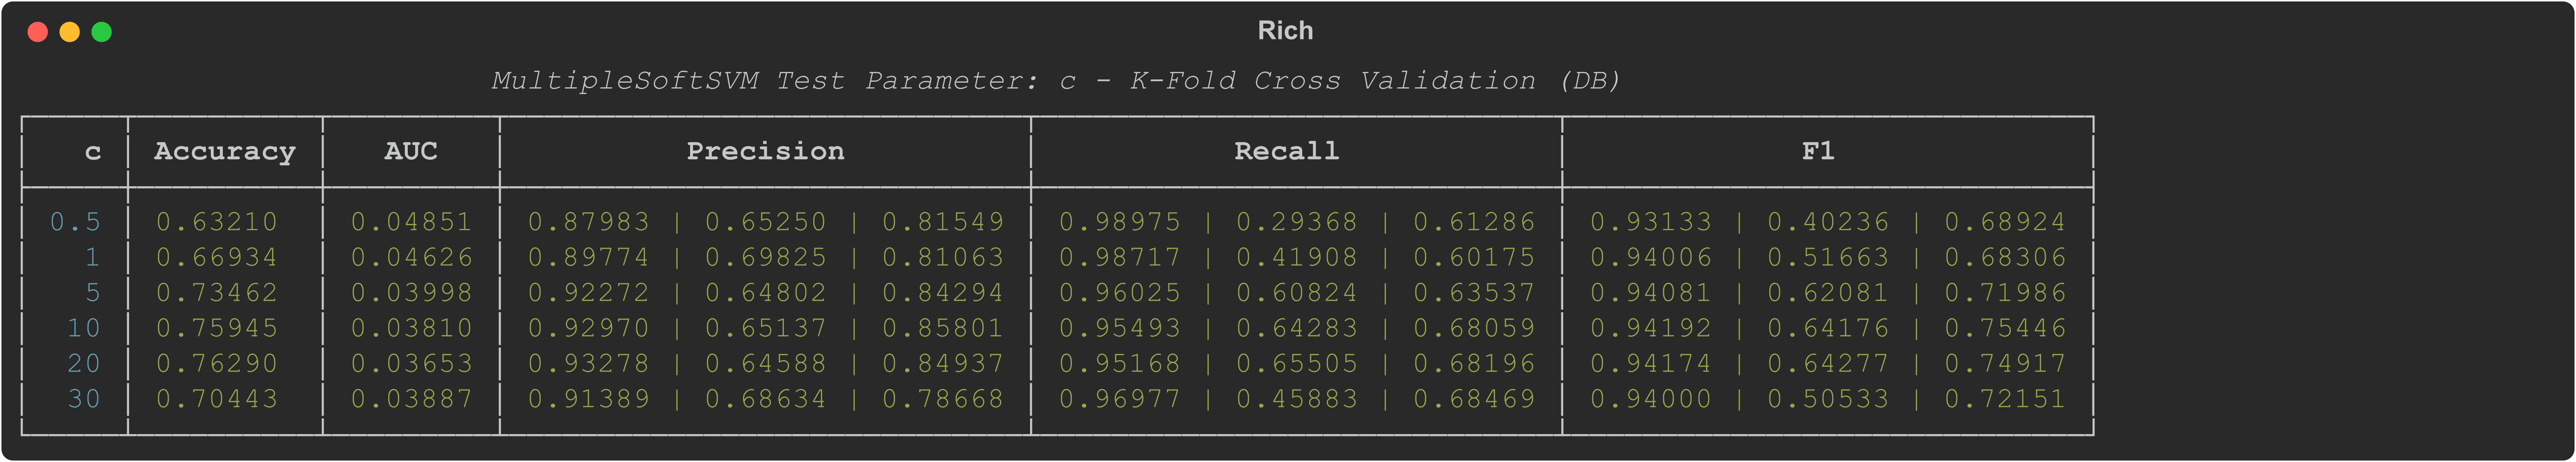 Rich
MultipleSoftSVM Test Parameter: c - K-Fold Cross Validation (DB)
c | Accuracy | AUC | Precision | Recall | F1
0.5 | 0.63210 | 0.04851 | 0.87983 | 0.65250 | 0.81549 | 0.98975 | 0.29368 | 0.61286 | 0.93133 | 0.40236 | 0.68924
1 | 0.66934 | 0.04626 | 0.89774 | 0.69825 | 0.81063 | 0.98717 | 0.41908 | 0.60175 | 0.94006 | 0.51663 | 0.68306
5 | 0.73462 | 0.03998 | 0.92272 | 0.64802 | 0.84294 | 0.96025 | 0.60824 | 0.63537 | 0.94081 | 0.62081 | 0.71986
10 | 0.75945 | 0.03810 | 0.92970 | 0.65137 | 0.85801 | 0.95493 | 0.64283 | 0.68059 | 0.94192 | 0.64176 | 0.75446
20 | 0.76290 | 0.03653 | 0.93278 | 0.64588 | 0.84937 | 0.95168 | 0.65505 | 0.68196 | 0.94174 | 0.64277 | 0.74917
30 | 0.70443 | 0.03887 | 0.91389 | 0.68634 | 0.78668 | 0.96977 | 0.45883 | 0.68469 | 0.94000 | 0.50533 | 0.72151